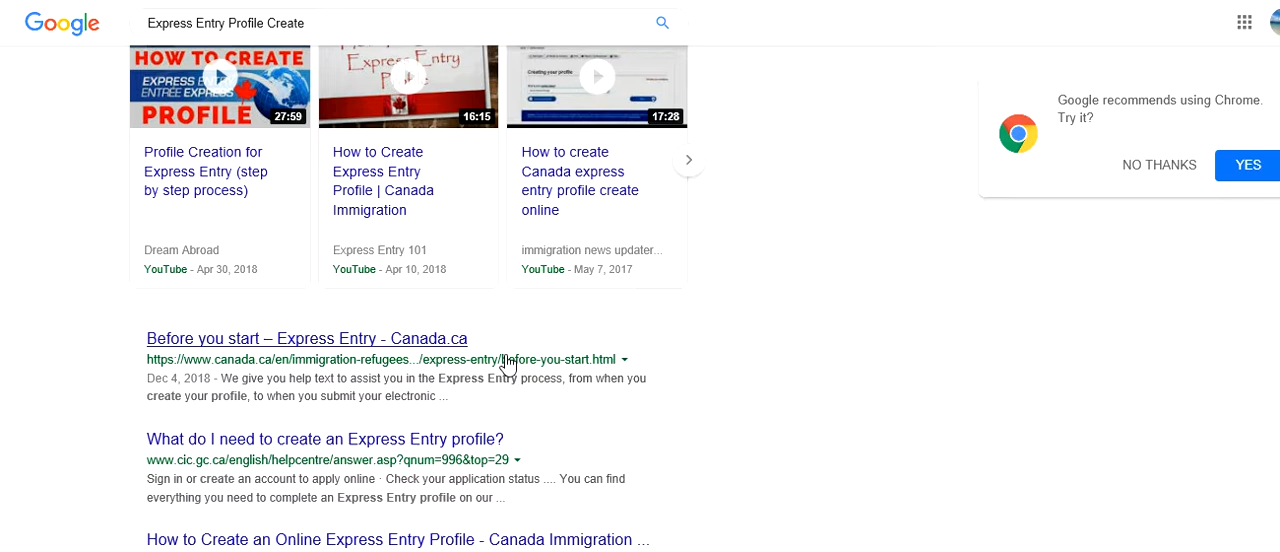 Google
Express Entry Profile Create
HOW TO CREATE
EXPRESS ENTRY
ENTRÉE EXPRESS
PROFILE
27:59
Express Entry
16:15
Creating your profile
17:28
Google recommends using Chrome.
Try it?
NO THANKS
YES
Profile Creation for
Express Entry (step
by step process)
Dream Abroad
YouTube - Apr 30, 2018
How to Create
Express Entry
Profile | Canada
Immigration
Express Entry 101
YouTube - Apr 10, 2018
How to create
Canada express
entry profile create
online
immigration news updater...
YouTube - May 7, 2017
Before you start – Express Entry - Canada.ca
https://www.canada.ca/en/immigration-refugees.../express-entry/before-you-start.html
Dec 4, 2018 - We give you help text to assist you in the Express Entry process, from when you
create your profile, to when you submit your electronic ...
What do I need to create an Express Entry profile?
www.cic.gc.ca/english/helpcentre/answer.asp?qnum=996&top=29
Sign in or create an account to apply online · Check your application status .... You can find
everything you need to complete an Express Entry profile on our ...
How to Create an Online Express Entry Profile - Canada Immigration ...